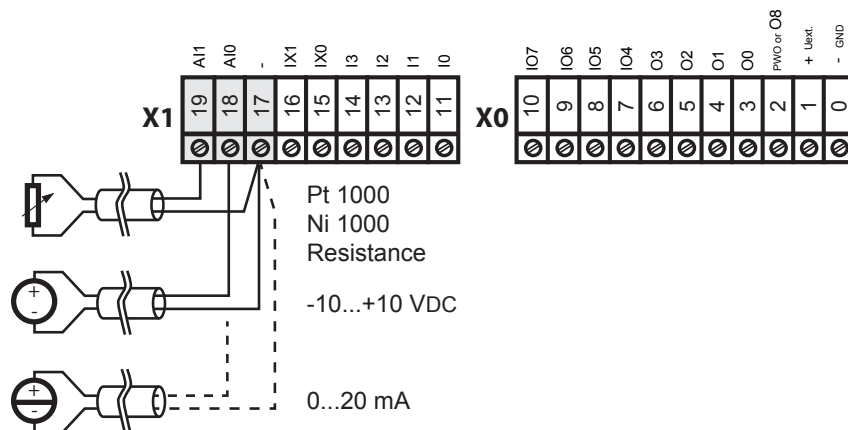 AI1 AI0 - IX1 IX0 I3 I2 I1 I0
X1 19 18 17 16 15 14 13 12 11
IO7 IO6 IO5 IO4 O3 O2 O1 O0 PWO or O8 + Uext. - GND
X0 10 9 8 7 6 5 4 3 2 1 0
Pt 1000
Ni 1000
Resistance
+
-
-10...+10 VDC
+
-
0...20 mA